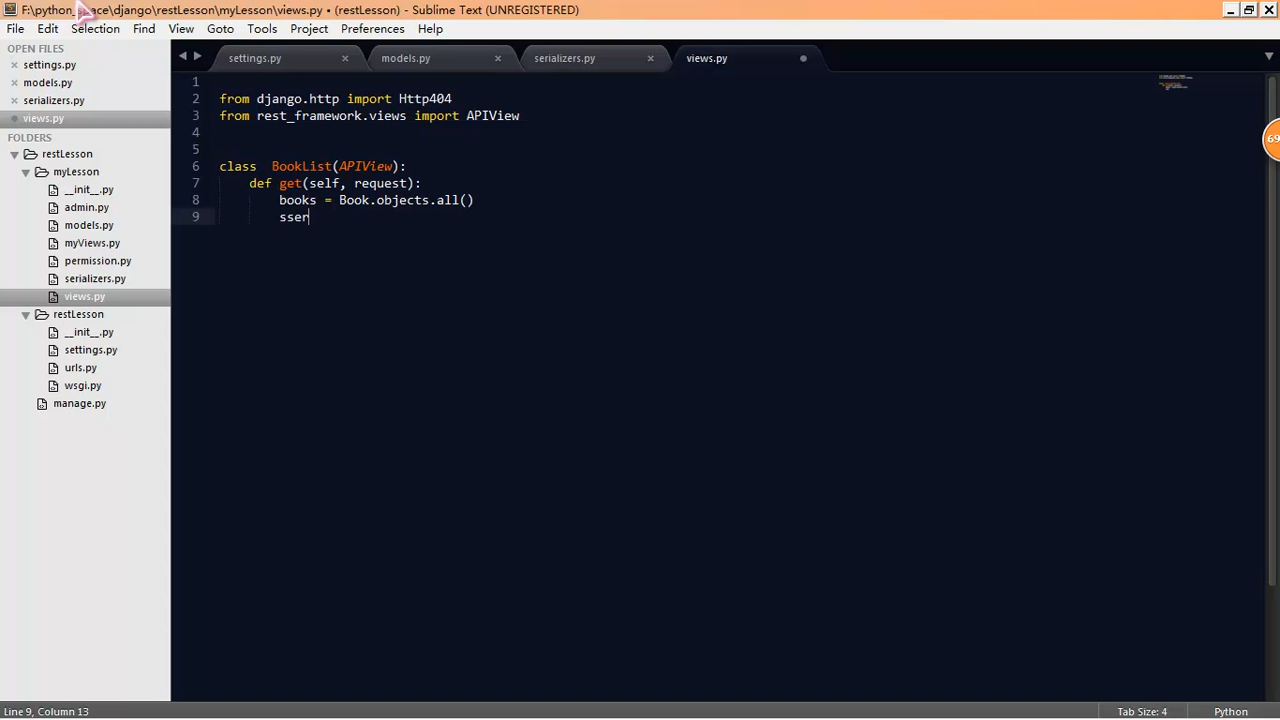 F:\python_space\django\restLesson\myLesson\views.py • (restLesson) - Sublime Text (UNREGISTERED)
File Edit Selection Find View Goto Tools Project Preferences Help
OPEN FILES
settings.py
models.py
serializers.py
views.py
FOLDERS
restLesson
myLesson
__init__.py
admin.py
models.py
myViews.py
permission.py
serializers.py
views.py
restLesson
__init__.py
settings.py
urls.py
wsgi.py
manage.py
settings.py models.py serializers.py views.py
1
2 from django.http import Http404
3 from rest_framework.views import APIView
4
5
6 class  BookList(APIView):
7     def get(self, request):
8         books = Book.objects.all()
9         sser
69
Line 9, Column 13 Tab Size: 4 Python